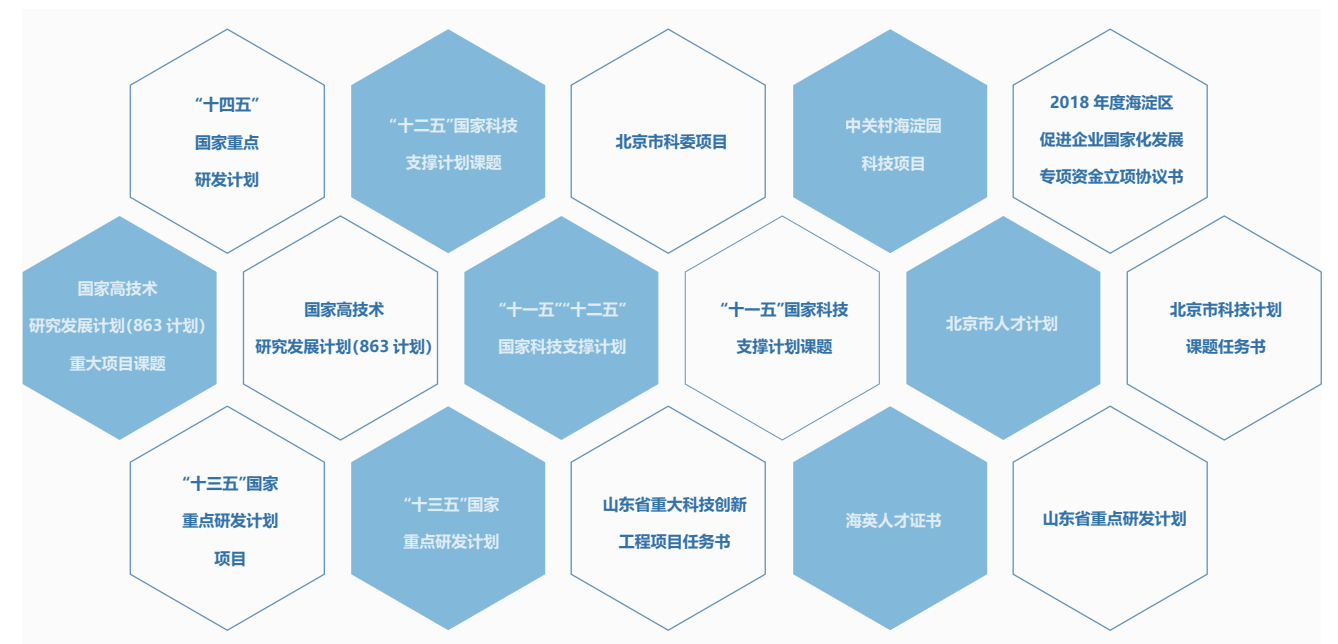 “十四五”
国家重点
研发计划
“十二五”国家科技
支撑计划课题
北京市科委项目
中关村海淀园
科技项目
2018 年度海淀区
促进企业国家化发展
专项资金立项协议书
国家高技术
研究发展计划(863 计划)
重大项目课题
国家高技术
研究发展计划(863 计划)
“十一五”“十二五”
国家科技支撑计划
“十一五”国家科技
支撑计划课题
北京市人才计划
北京市科技计划
课题任务书
“十三五”国家
重点研发计划
项目
“十三五”国家
重点研发计划
山东省重大科技创新
工程项目任务书
海英人才证书
山东省重点研发计划